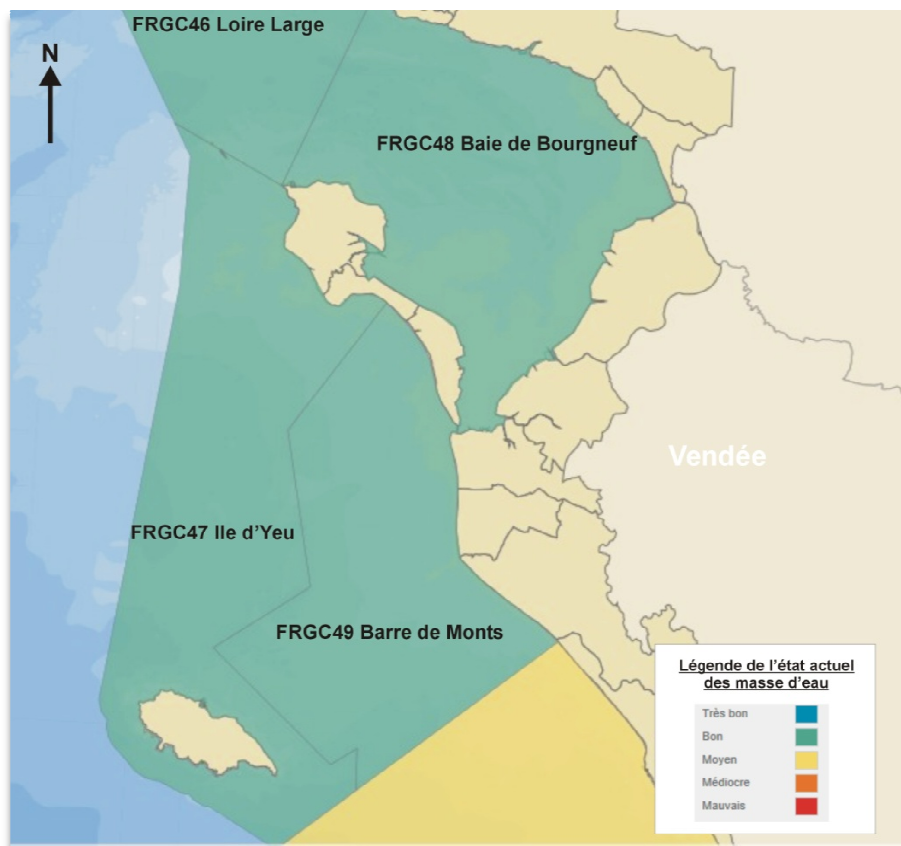 FRGC46 Loire Large
N
FRGC48 Baie de Bourgneuf
Vendée
FRGC47 Ile d'Yeu
FRGC49 Barre de Monts
Légende de l'état actuel
des masse d'eau
Très bon
Bon
Moyen
Médiocre
Mauvais